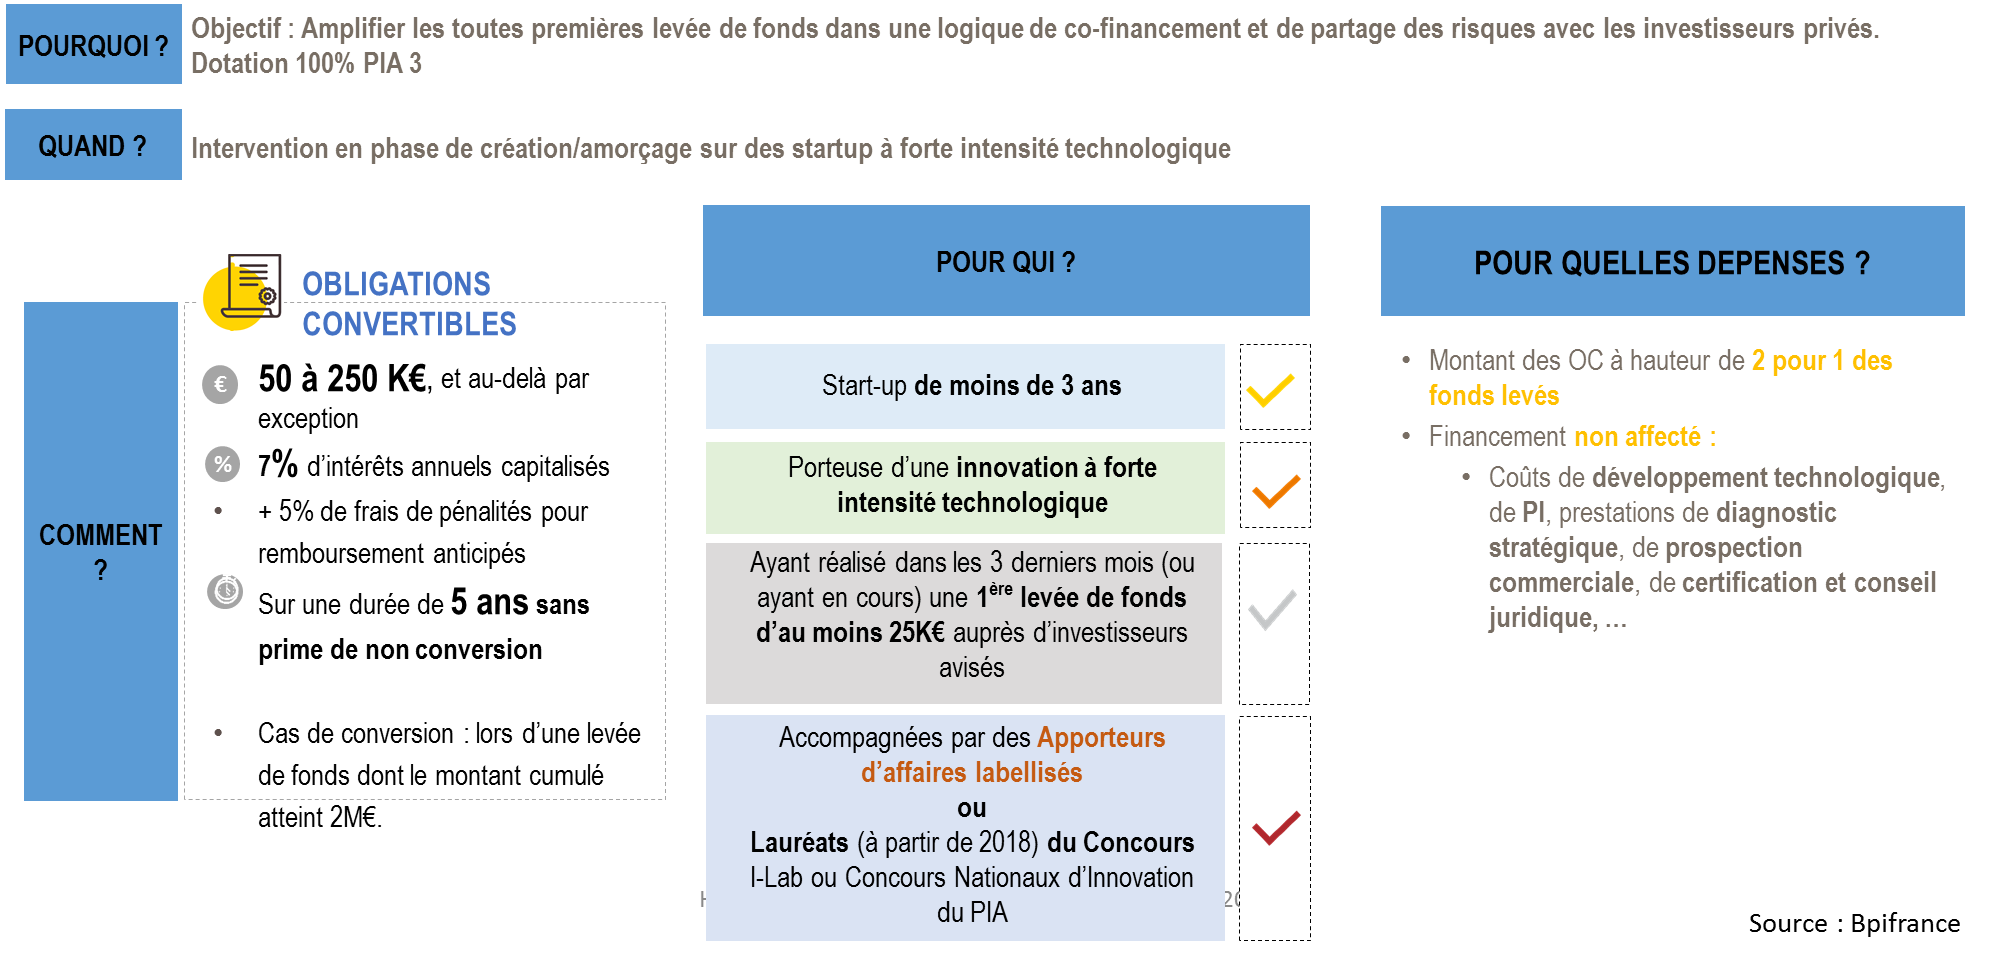 POURQUOI ?
Objectif : Amplifier les toutes premières levée de fonds dans une logique de co-financement et de partage des risques avec les investisseurs privés.
Dotation 100% PIA 3
QUAND ?
Intervention en phase de création/amorçage sur des startup à forte intensité technologique
COMMENT
?
OBLIGATIONS
CONVERTIBLES
€
50 à 250 K€, et au-delà par
exception
%
7% d’intérêts annuels capitalisés
• + 5% de frais de pénalités pour
remboursement anticipés
Sur une durée de 5 ans sans
prime de non conversion
• Cas de conversion : lors d’une levée
de fonds dont le montant cumulé
atteint 2M€.
POUR QUI ?
Start-up de moins de 3 ans
Porteuse d’une innovation à forte
intensité technologique
Ayant réalisé dans les 3 derniers mois (ou
ayant en cours) une 1ère levée de fonds
d’au moins 25K€ auprès d’investisseurs
avisés
Accompagnées par des Apporteurs
d’affaires labellisés
ou
Lauréats (à partir de 2018) du Concours
I-Lab ou Concours Nationaux d’Innovation
du PIA
POUR QUELLES DEPENSES ?
• Montant des OC à hauteur de 2 pour 1 des
fonds levés
• Financement non affecté :
• Coûts de développement technologique,
de PI, prestations de diagnostic
stratégique, de prospection
commerciale, de certification et conseil
juridique, ...
Source : Bpifrance